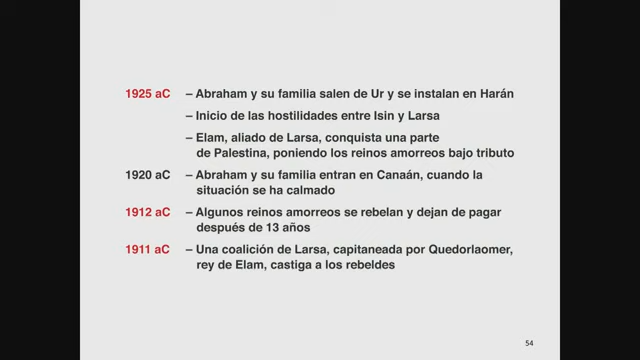 1925 aC – Abraham y su familia salen de Ur y se instalan en Harán
– Inicio de las hostilidades entre Isin y Larsa
– Elam, aliado de Larsa, conquista una parte
de Palestina, poniendo los reinos amorreos bajo tributo
1920 aC – Abraham y su familia entran en Canaán, cuando la
situación se ha calmado
1912 aC – Algunos reinos amorreos se rebelan y dejan de pagar
después de 13 años
1911 aC – Una coalición de Larsa, capitaneada por Quedorlaomer,
rey de Elam, castiga a los rebeldes
54